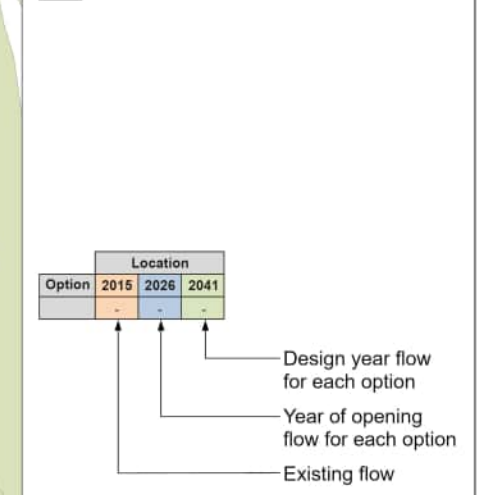 Location
Option 2015 2026 2041
- - -
Design year flow
for each option
Year of opening
flow for each option
Existing flow